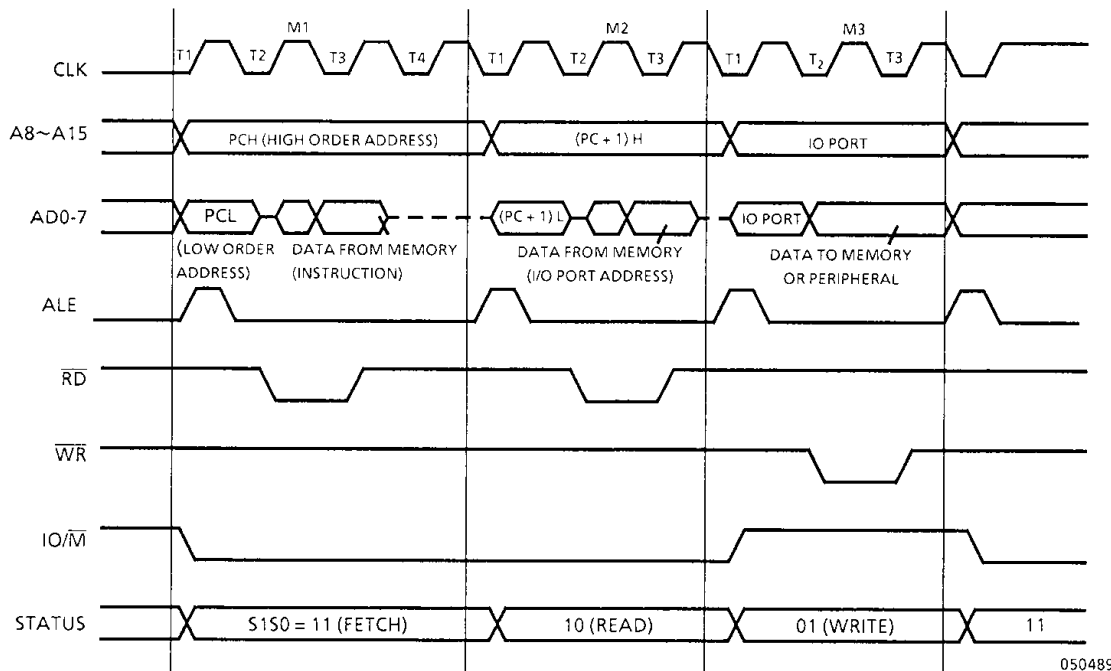 M1 M2 M3
T1 T2 T3 T4 T1 T2 T3 T1 T2 T3
CLK
A8~A15 PCH (HIGH ORDER ADDRESS) (PC + 1) H IO PORT
AD0-7 PCL (PC + 1) L IO PORT
(LOW ORDER DATA FROM MEMORY DATA FROM MEMORY DATA TO MEMORY
ADDRESS) (INSTRUCTION) (I/O PORT ADDRESS) OR PERIPHERAL
ALE
RD
WR
IO/M
STATUS S1S0 = 11 (FETCH) 10 (READ) 01 (WRITE) 11
050489